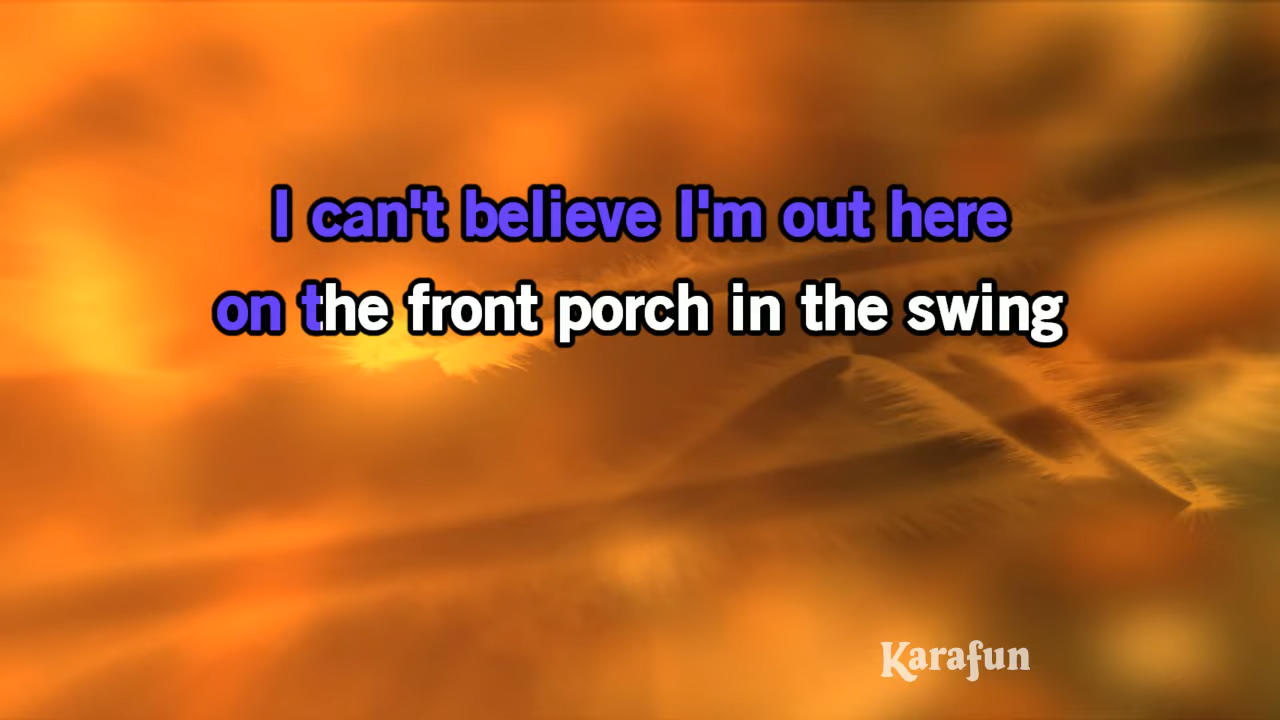 I can't believe I'm out here
on the front porch in the swing
Karafun